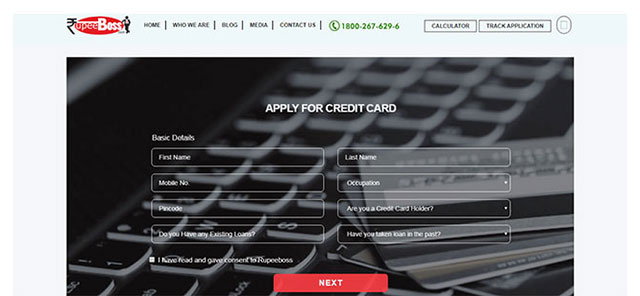 RupeeBoss
HOME WHO WE ARE BLOG MEDIA CONTACT US 1800-267-629-6 CALCULATOR TRACK APPLICATION
APPLY FOR CREDIT CARD
Basic Details
First Name Last Name
Mobile No. Occupation
Pincode Are you a Credit Card Holder?
Do you Have any Existing Loans? Have you taken loan in the past?
I have read and gave consent to Rupeeboss
NEXT